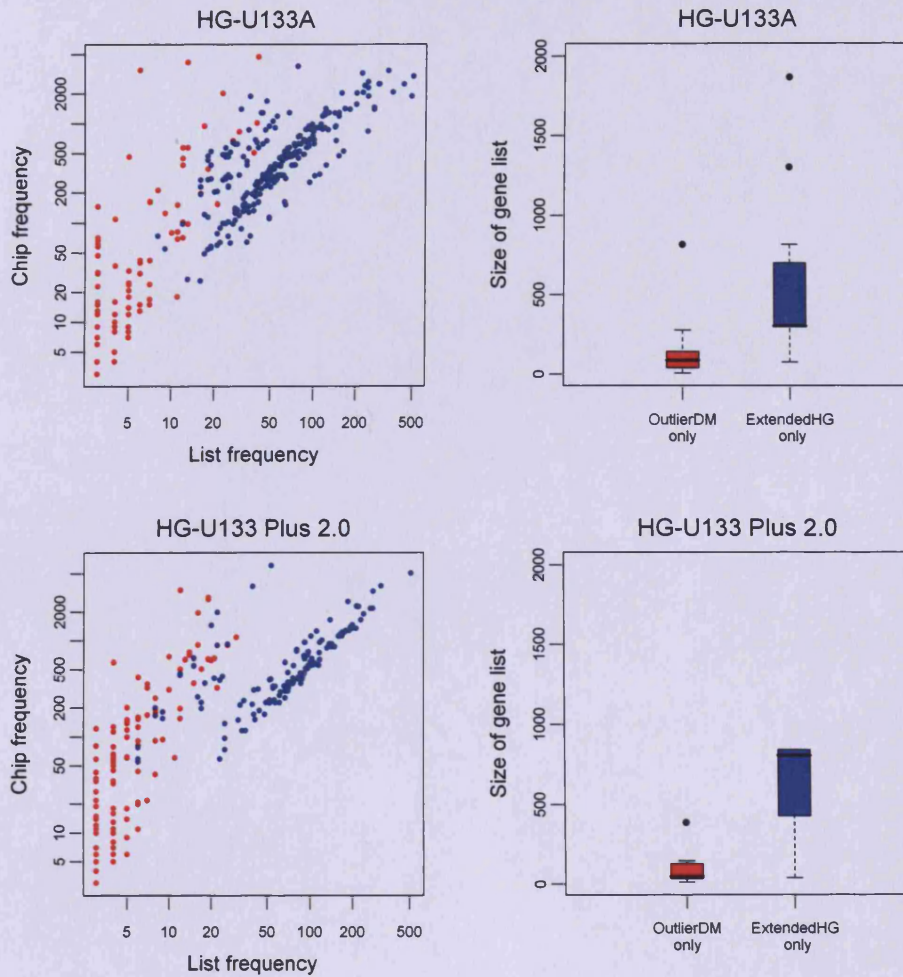 HG-U133A
Chip frequency
2000
500
200
50
20
10
5
5
10
20
50
100
200
500
List frequency
HG-U133A
Size of gene list
2000
1500
1000
500
0
OutlierDM
only
ExtendedHG
only
HG-U133 Plus 2.0
Chip frequency
2000
500
200
50
20
10
5
5
10
20
50
100
200
500
List frequency
HG-U133 Plus 2.0
Size of gene list
2000
1500
1000
500
0
OutlierDM
only
ExtendedHG
only